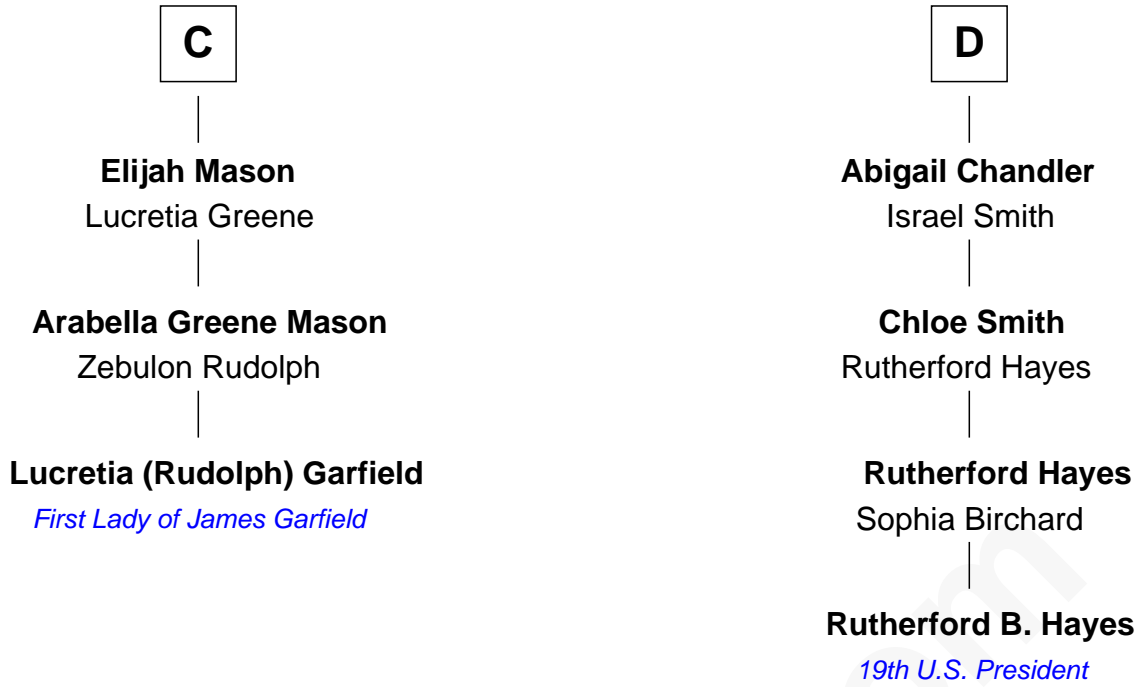 C
Elijah Mason
Lucretia Greene
Arabella Greene Mason
Zebulon Rudolph
Lucretia (Rudolph) Garfield
First Lady of James Garfield
D
Abigail Chandler
Israel Smith
Chloe Smith
Rutherford Hayes
Rutherford Hayes
Sophia Birchard
Rutherford B. Hayes
19th U.S. President